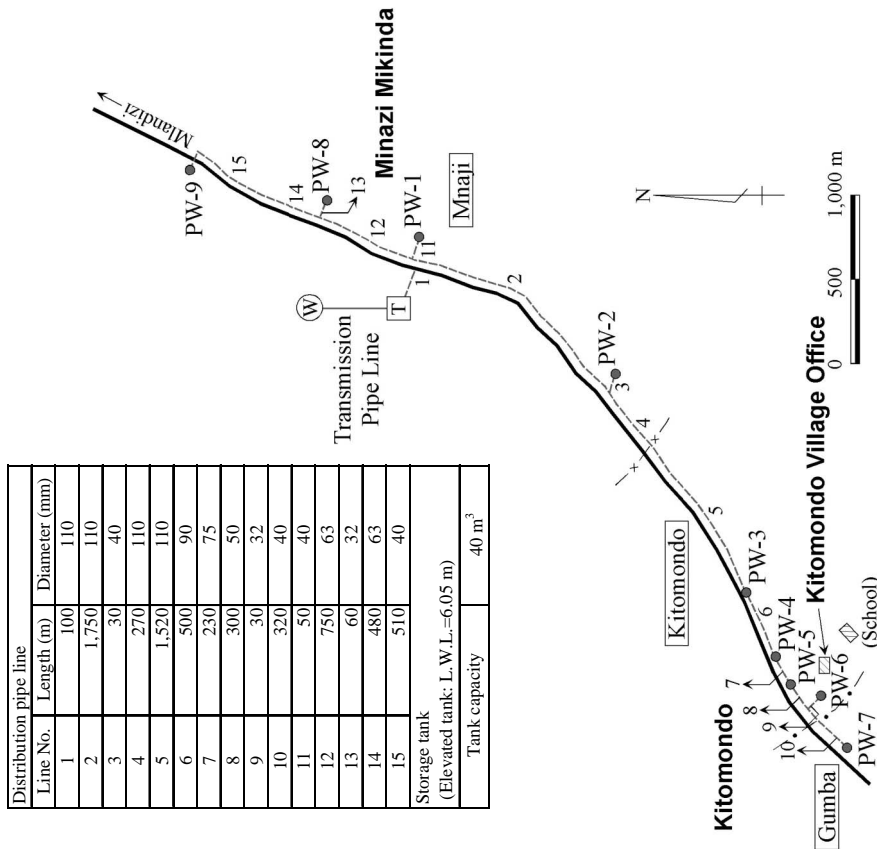 Distribution pipe line
Line No. Length (m) Diameter (mm)
1 100 110
2 1,750 110
3 30 40
4 270 110
5 1,520 110
6 500 90
7 230 75
8 300 50
9 30 32
10 320 40
11 50 40
12 750 63
13 60 32
14 480 63
15 510 40
Storage tank
(Elevated tank: L.W.L.=6.05 m)
Tank capacity 40 m³
Mlandizi
PW-9
15
14
PW-8
13
12
Minazi Mikinda
PW-1
11
Mnaji
1
W
T
Transmission
Pipe Line
2
PW-2
3
4
5
Kitomondo
PW-3
6
PW-4
7
PW-5
8
Kitomondo Village Office
PW-6
9
(School)
10
PW-7
Kitomondo
Gumba
N
0 500 1,000 m